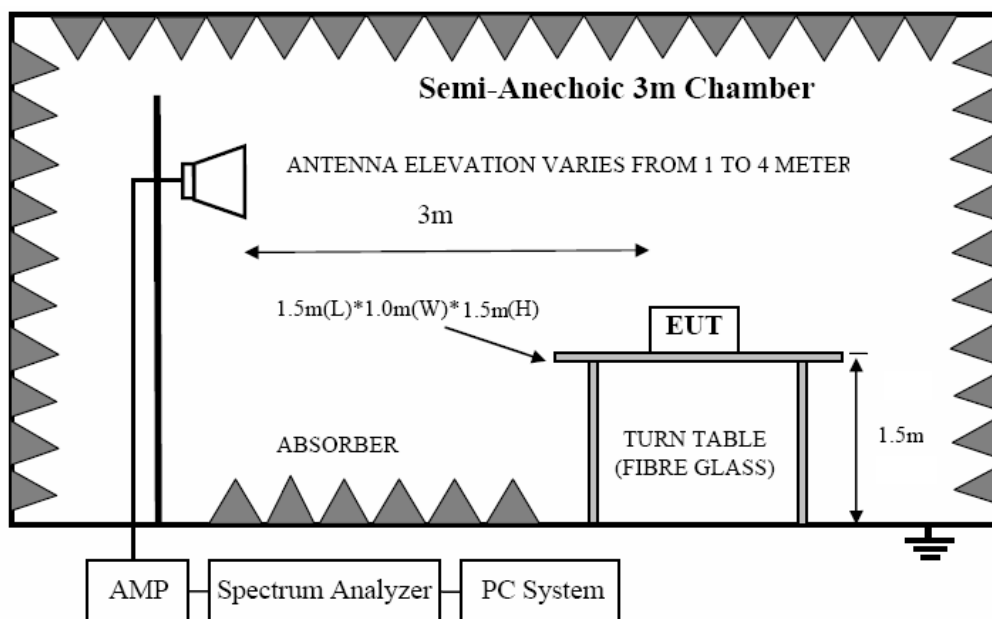 Semi-Anechoic 3m Chamber
ANTENNA ELEVATION VARIES FROM 1 TO 4 METER
3m
1.5m(L)*1.0m(W)*1.5m(H)
EUT
ABSORBER
TURN TABLE
(FIBRE GLASS)
1.5m
AMP
Spectrum Analyzer
PC System